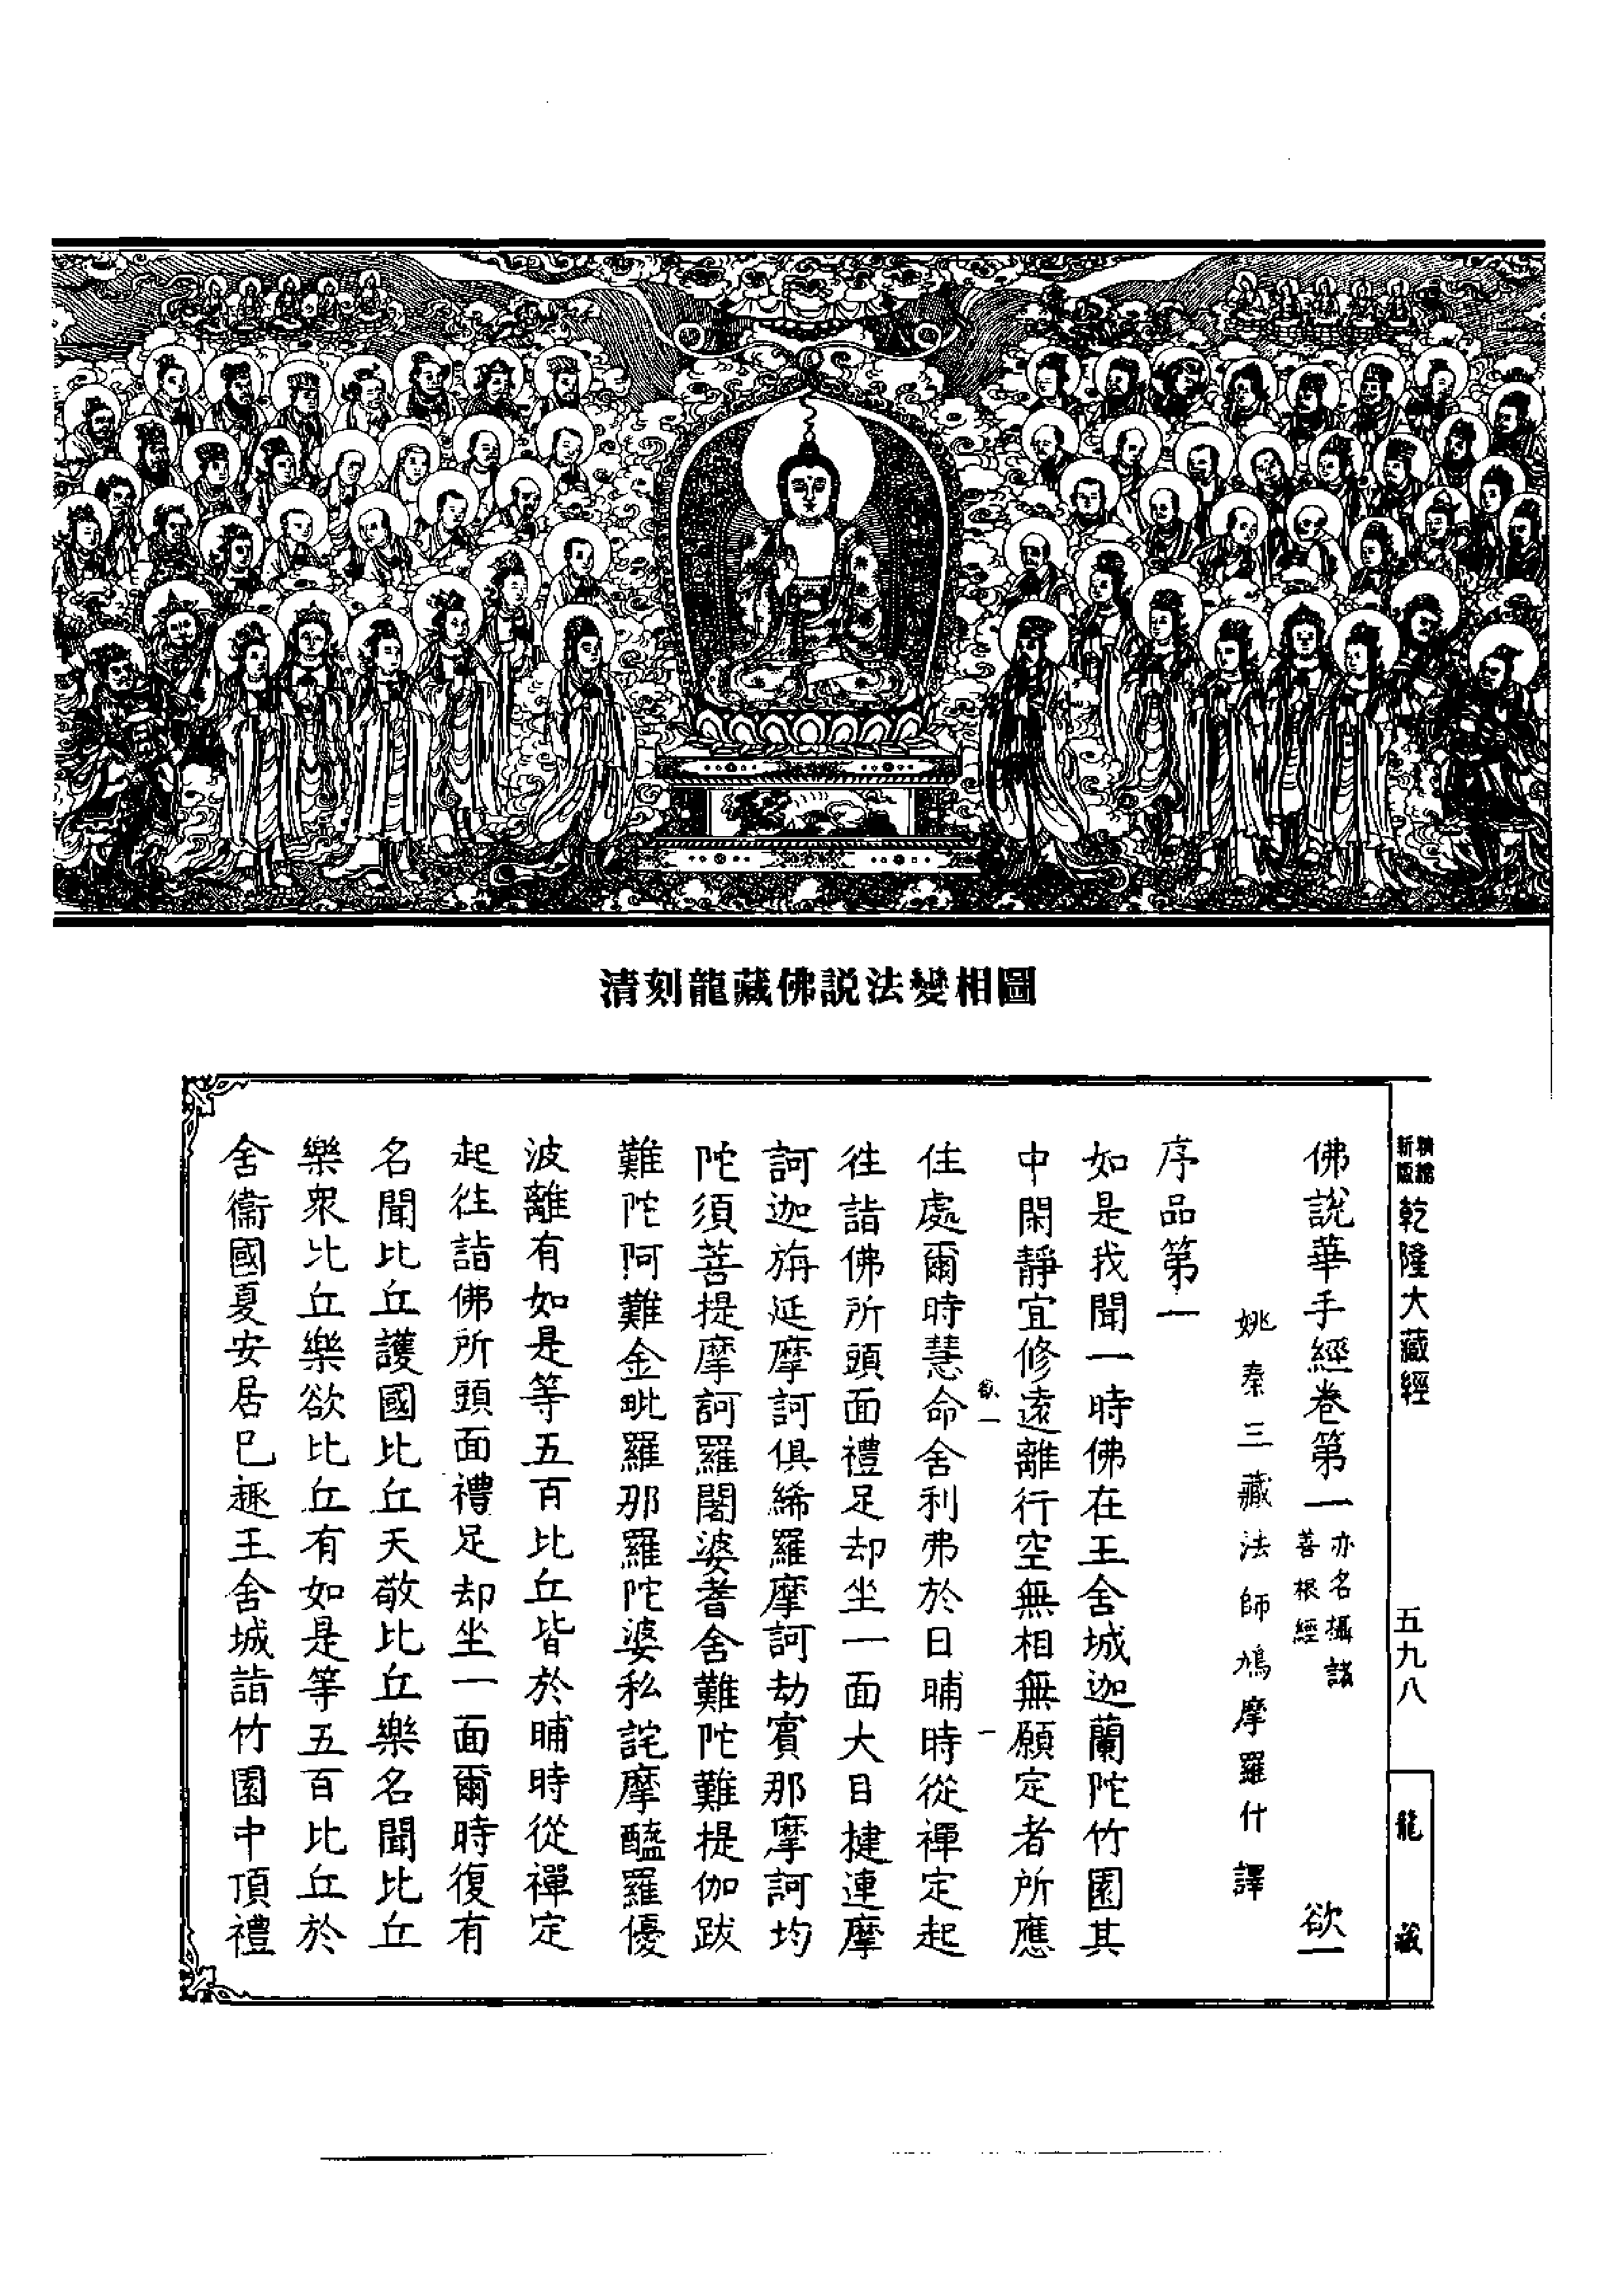 清刻龍藏佛説法變相圖
精縮新版 乾隆大藏經
五九八
龍藏
佛說華手經卷第一 亦名攝諸善根經 欲一
姚秦三藏法師鳩摩羅什譯
序品第一
如是我聞一時佛在王舍城迦蘭陀竹園其
中閑靜宜修遠離行空無相無願定者所應
欲一 一
住處爾時慧命舍利弗於日晡時從禪定起
往詣佛所頭面禮足却坐一面大目揵連摩
訶迦旃延摩訶俱絺羅摩訶劫賓那摩訶均
陀須菩提摩訶羅闍婆耆舍難陀難提伽跋
難陀阿難金毗羅那羅陀婆私詫摩醯羅優
波離有如是等五百比丘皆於晡時從禪定
起往詣佛所頭面禮足却坐一面爾時復有
名聞比丘護國比丘天敬比丘樂名聞比丘
樂衆比丘樂欲比丘有如是等五百比丘於
舍衞國夏安居已趣王舍城詣竹園中頂禮